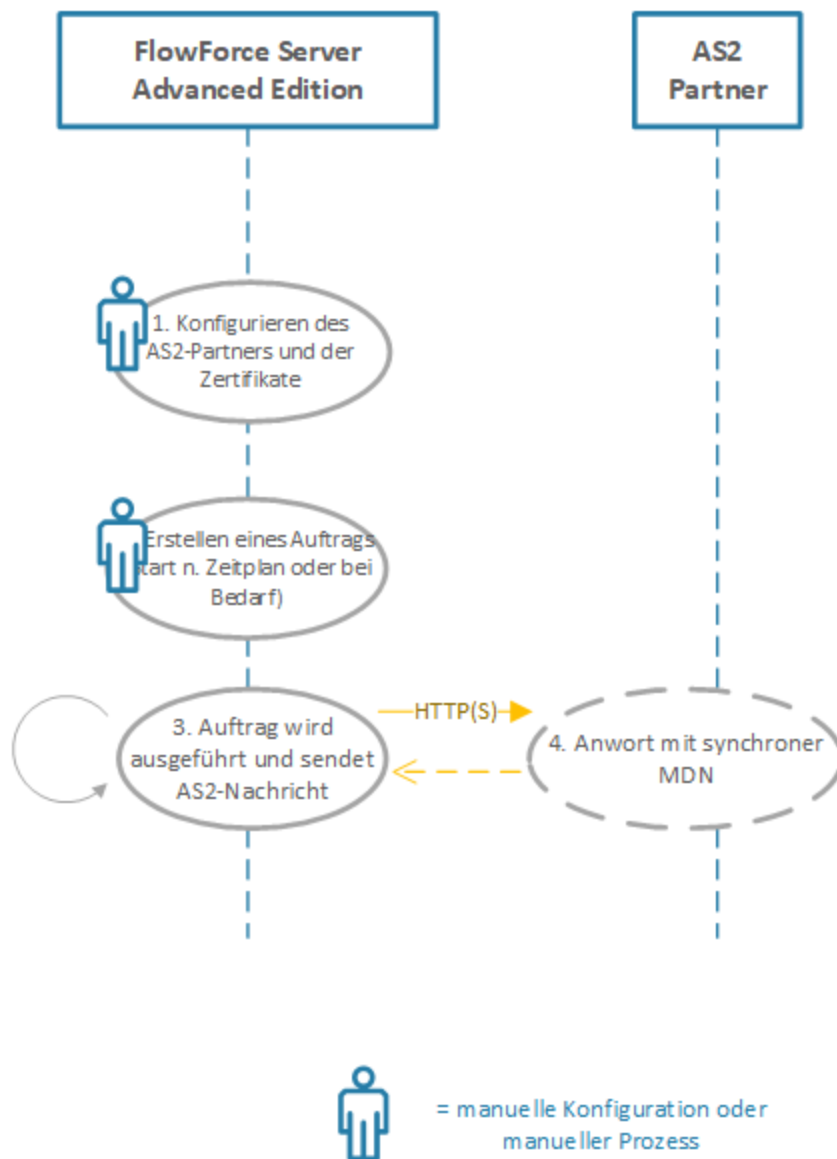 FlowForce Server
Advanced Edition
AS2
Partner
1. Konfigurieren des
AS2-Partners und der
Zertifikate
Erstellen eines Auftrags
tart n. Zeitplan oder bei
Bedarf)
3. Auftrag wird
ausgeführt und sendet
AS2-Nachricht
HTTP(S)
4. Anwort mit synchroner
MDN
= manuelle Konfiguration oder
manueller Prozess